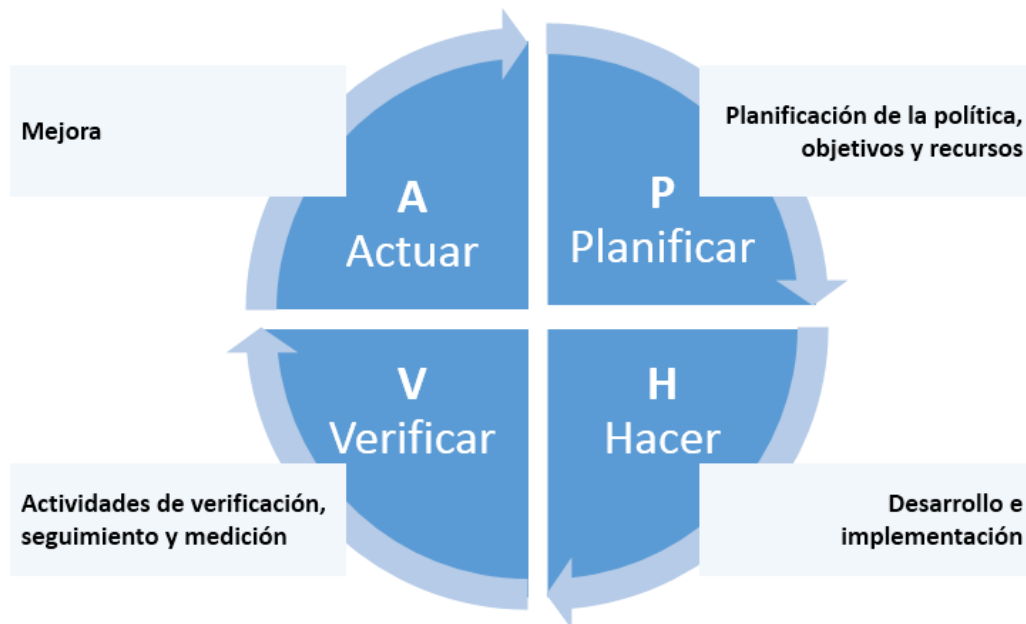 Mejora
Planificación de la política,
objetivos y recursos
A
Actuar
P
Planificar
V
Verificar
H
Hacer
Actividades de verificación,
seguimiento y medición
Desarrollo e
implementación